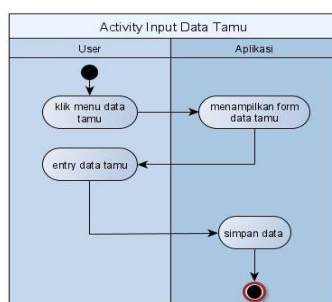 Activity Input Data Tamu
User
Aplikasi
klik menu data
tamu
menampilkan form
data tamu
entry data tamu
simpan data